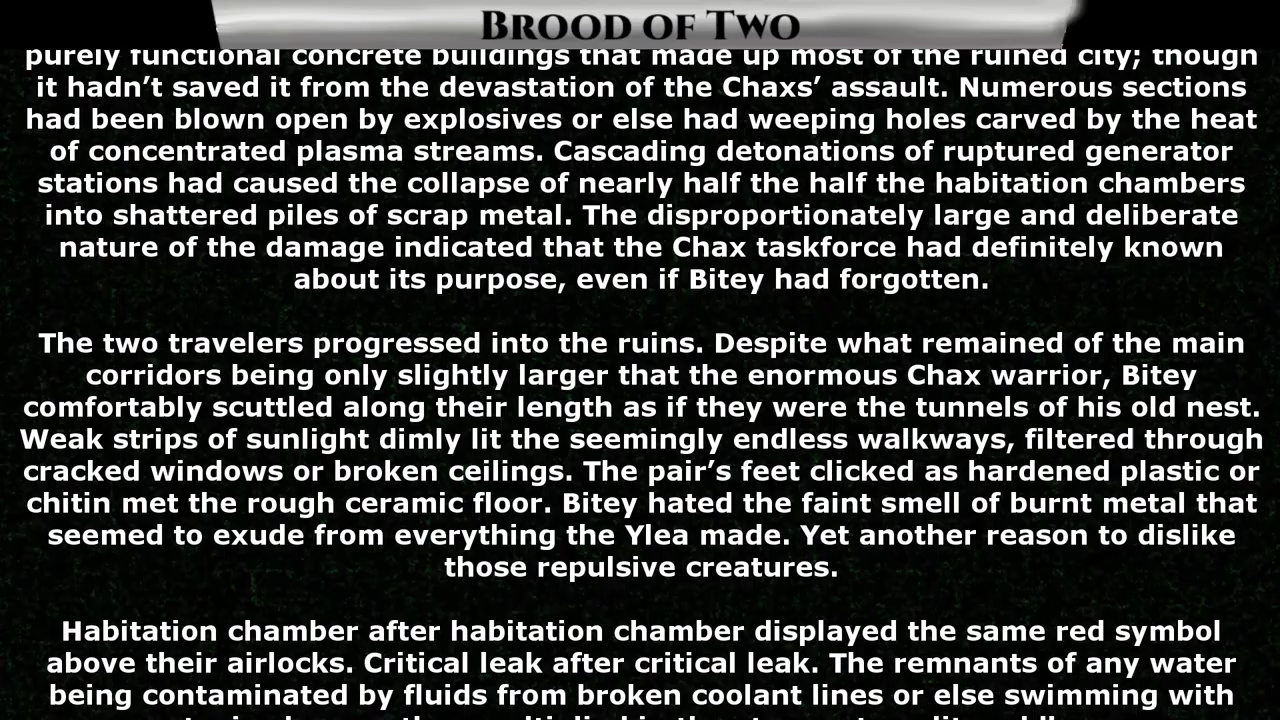 Brood of Two
purely functional concrete buildings that made up most of the ruined city; though
it hadn’t saved it from the devastation of the Chaxs’ assault. Numerous sections
had been blown open by explosives or else had weeping holes carved by the heat
of concentrated plasma streams. Cascading detonations of ruptured generator
stations had caused the collapse of nearly half the half the habitation chambers
into shattered piles of scrap metal. The disproportionately large and deliberate
nature of the damage indicated that the Chax taskforce had definitely known
about its purpose, even if Bitey had forgotten.
The two travelers progressed into the ruins. Despite what remained of the main
corridors being only slightly larger that the enormous Chax warrior, Bitey
comfortably scuttled along their length as if they were the tunnels of his old nest.
Weak strips of sunlight dimly lit the seemingly endless walkways, filtered through
cracked windows or broken ceilings. The pair’s feet clicked as hardened plastic or
chitin met the rough ceramic floor. Bitey hated the faint smell of burnt metal that
seemed to exude from everything the Ylea made. Yet another reason to dislike
those repulsive creatures.
Habitation chamber after habitation chamber displayed the same red symbol
above their airlocks. Critical leak after critical leak. The remnants of any water
being contaminated by fluids from broken coolant lines or else swimming with